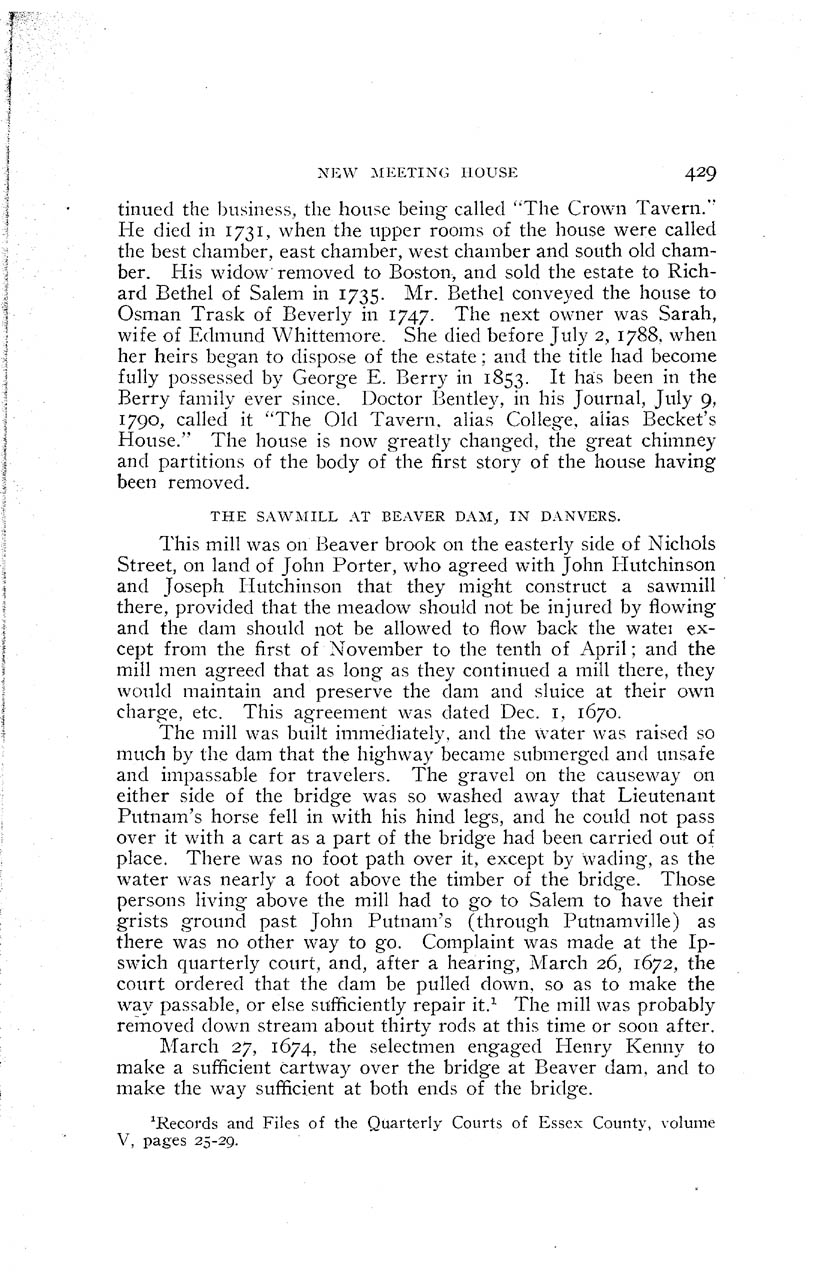 NEW MEETING HOUSE 429
tinued the business, the house being called “The Crown Tavern.”
He died in 1731, when the upper rooms of the house were called
the best chamber, east chamber, west chamber and south old cham-
ber. His widow removed to Boston, and sold the estate to Rich-
ard Bethel of Salem in 1735. Mr. Bethel conveyed the house to
Osman Trask of Beverly in 1747. The next owner was Sarah,
wife of Edmund Whittemore. She died before July 2, 1788, when
her heirs began to dispose of the estate; and the title had become
fully possessed by George E. Berry in 1853. It has been in the
Berry family ever since. Doctor Bentley, in his Journal, July 9,
1790, called it “The Old Tavern, alias College, alias Becket’s
House.” The house is now greatly changed, the great chimney
and partitions of the body of the first story of the house having
been removed.
THE SAWMILL AT BEAVER DAM, IN DANVERS.
This mill was on Beaver brook on the easterly side of Nichols
Street, on land of John Porter, who agreed with John Hutchinson
and Joseph Hutchinson that they might construct a sawmill
there, provided that the meadow should not be injured by flowing
and the dam should not be allowed to flow back the water ex-
cept from the first of November to the tenth of April; and the
mill men agreed that as long as they continued a mill there, they
would maintain and preserve the dam and sluice at their own
charge, etc. This agreement was dated Dec. 1, 1670.
The mill was built immediately, and the water was raised so
much by the dam that the highway became submerged and unsafe
and impassable for travelers. The gravel on the causeway on
either side of the bridge was so washed away that Lieutenant
Putnam’s horse fell in with his hind legs, and he could not pass
over it with a cart as a part of the bridge had been carried out of
place. There was no foot path over it, except by wading, as the
water was nearly a foot above the timber of the bridge. Those
persons living above the mill had to go to Salem to have their
grists ground past John Putnam’s (through Putnamville) as
there was no other way to go. Complaint was made at the Ip-
swich quarterly court, and, after a hearing, March 26, 1672, the
court ordered that the dam be pulled down, so as to make the
way passable, or else sufficiently repair it.¹ The mill was probably
removed down stream about thirty rods at this time or soon after.
March 27, 1674, the selectmen engaged Henry Kenny to
make a sufficient cartway over the bridge at Beaver dam, and to
make the way sufficient at both ends of the bridge.
¹Records and Files of the Quarterly Courts of Essex County, volume
V, pages 25-29.